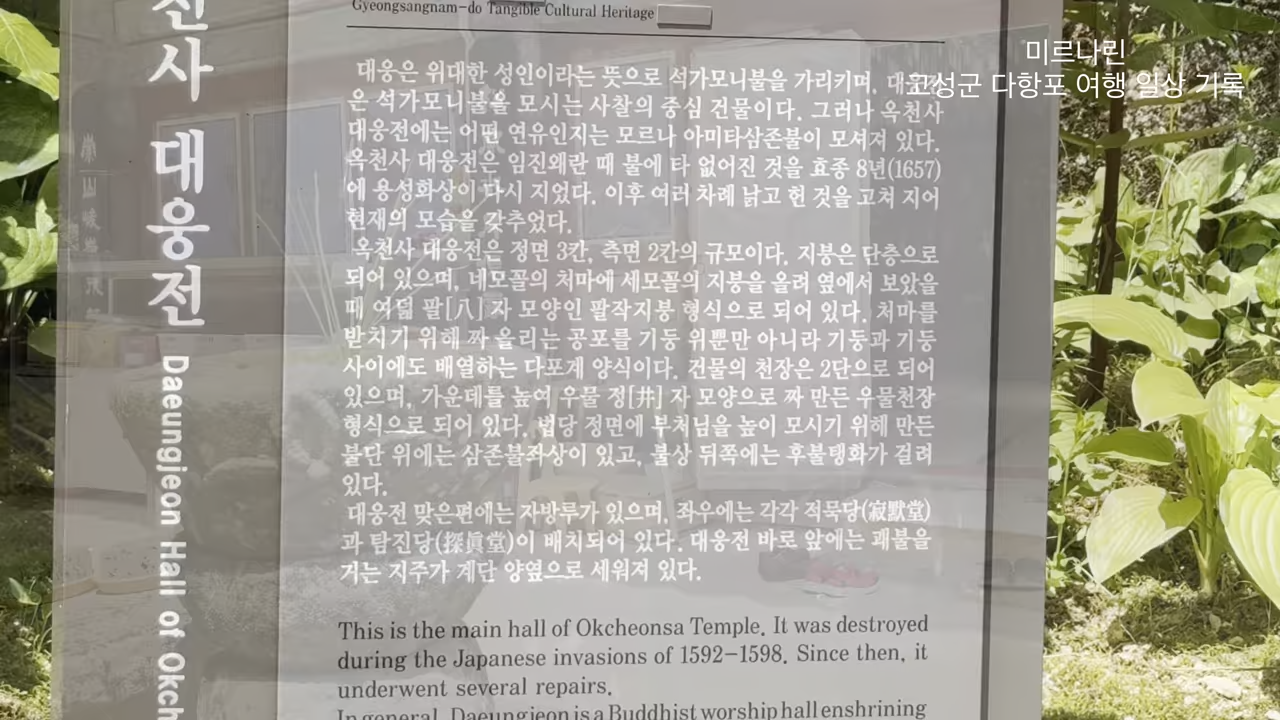 Gyeongsangnam-do Tangible Cultural Heritage
미르나린
고성군 다항포 여행 일상 기록
천사 대웅전 Daeungjeon Hall of Okch
대웅은 위대한 성인이라는 뜻으로 석가모니불을 가리키며, 대웅전
은 석가모니불을 모시는 사찰의 중심 건물이다. 그러나 옥천사
대웅전에는 어떤 연유인지는 모르나 아미타삼존불이 모셔져 있다.
옥천사 대웅전은 임진왜란 때 불에 타 없어진 것을 효종 8년(1657)
에 용성화상이 다시 지었다. 이후 여러 차례 낡고 헌 것을 고쳐 지어
현재의 모습을 갖추었다.
옥천사 대웅전은 정면 3칸, 측면 2칸의 규모이다. 지붕은 단층으로
되어 있으며, 네모꼴의 처마에 세모꼴의 지붕을 올려 옆에서 보았을
때 여덟 팔[八] 자 모양인 팔작지붕 형식으로 되어 있다. 처마를
받치기 위해 짜 올리는 공포를 기둥 위뿐만 아니라 기둥과 기둥
사이에도 배열하는 다포계 양식이다. 건물의 천장은 2단으로 되어
있으며, 가운데를 높여 우물 정[井] 자 모양으로 짜 만든 우물천장
형식으로 되어 있다. 법당 정면에 부처님을 높이 모시기 위해 만든
불단 위에는 삼존불좌상이 있고, 불상 뒤쪽에는 후불탱화가 걸려
있다.
대웅전 맞은편에는 자방루가 있으며, 좌우에는 각각 적묵당(寂默堂)
과 탐진당(探眞堂)이 배치되어 있다. 대웅전 바로 앞에는 괘불을
거는 지주가 계단 양옆으로 세워져 있다.
This is the main hall of Okcheonsa Temple. It was destroyed
during the Japanese invasions of 1592-1598. Since then, it
underwent several repairs.
In general, Daeungjeon is a Buddhist worship hall enshrining